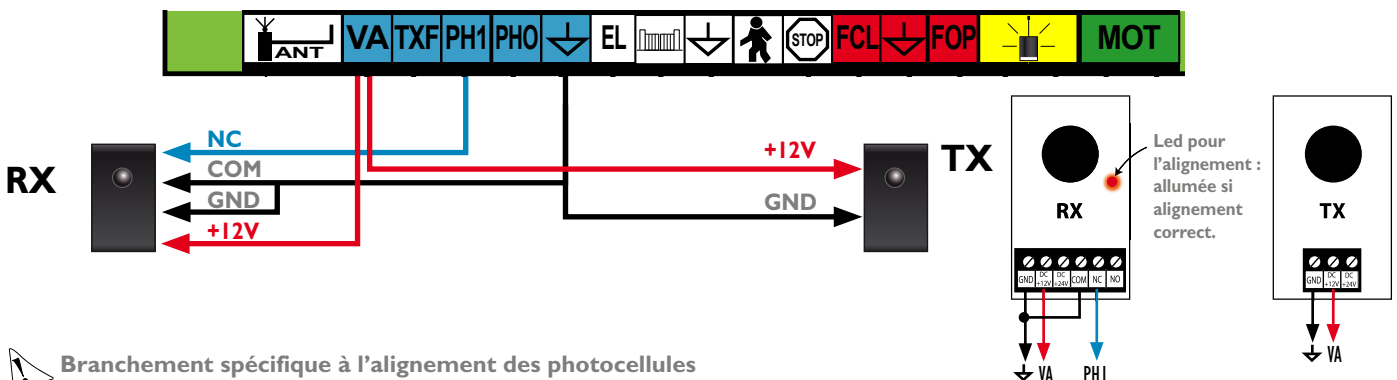 ANT VA TXF PH1 PH0 EL STOP FCL FOP MOT
NC
COM
GND
+12V
RX
+12V
GND
TX
RX
GND DC +12V DC +24V COM NC NO
VA PH1
Led pour
l'alignement :
allumée si
alignement
correct.
TX
GND DC +12V DC +24V
VA
Branchement spécifique à l'alignement des photocellules